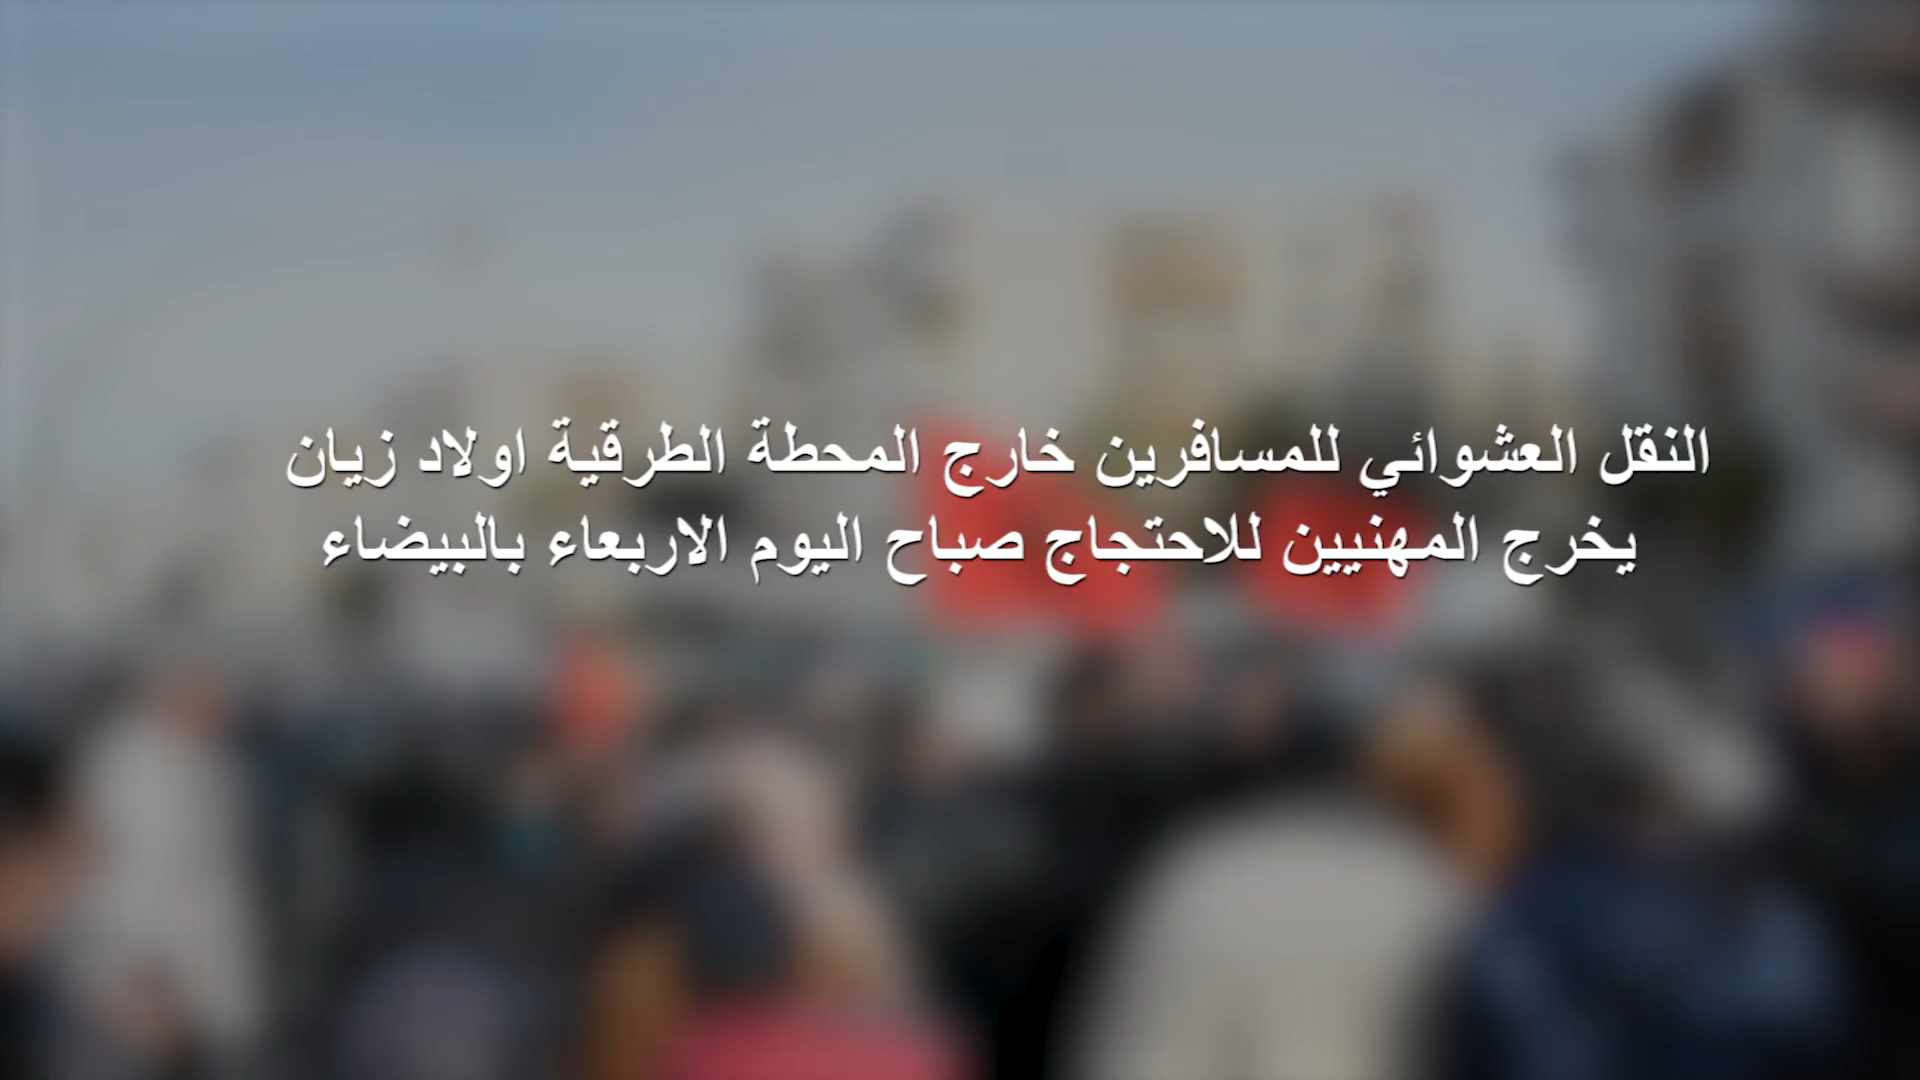 النقل العشوائي للمسافرين خارج المحطة الطرقية اولاد زيان
يخرج المهنيين للاحتجاج صباح اليوم الاربعاء بالبيضاء